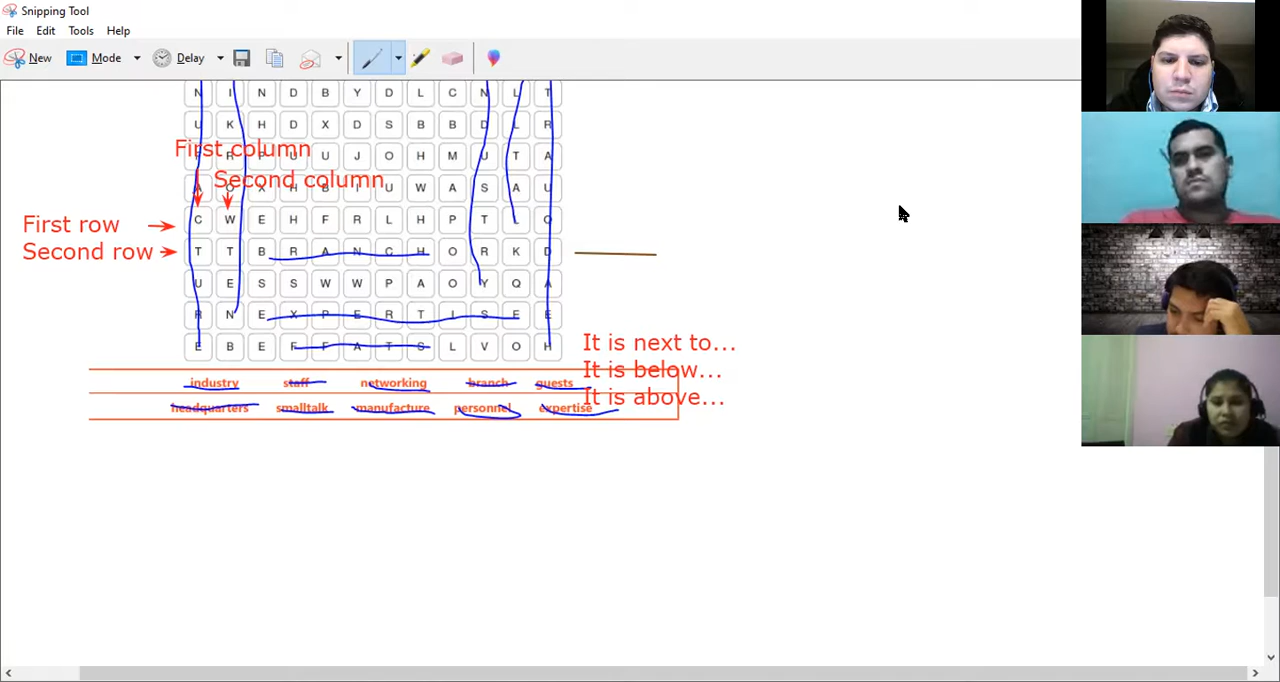 Snipping Tool
File Edit Tools Help
New Mode Delay
N I N D B Y D L C N L T
U K H D X D S B B D L R
First column
F R P U U J O H M U T A
Second column
A O X H B I U W A S A U
First row
C W E H F R L H P T L Q
Second row
T T B R A N C H O R K D
U E S S W W P A O Y Q A
R N E X P E R T I S E E
E B E F F A T S L V O H
It is next to...
It is below...
It is above...
industry staff networking branch guests
headquarters smalltalk manufacture personnel expertise